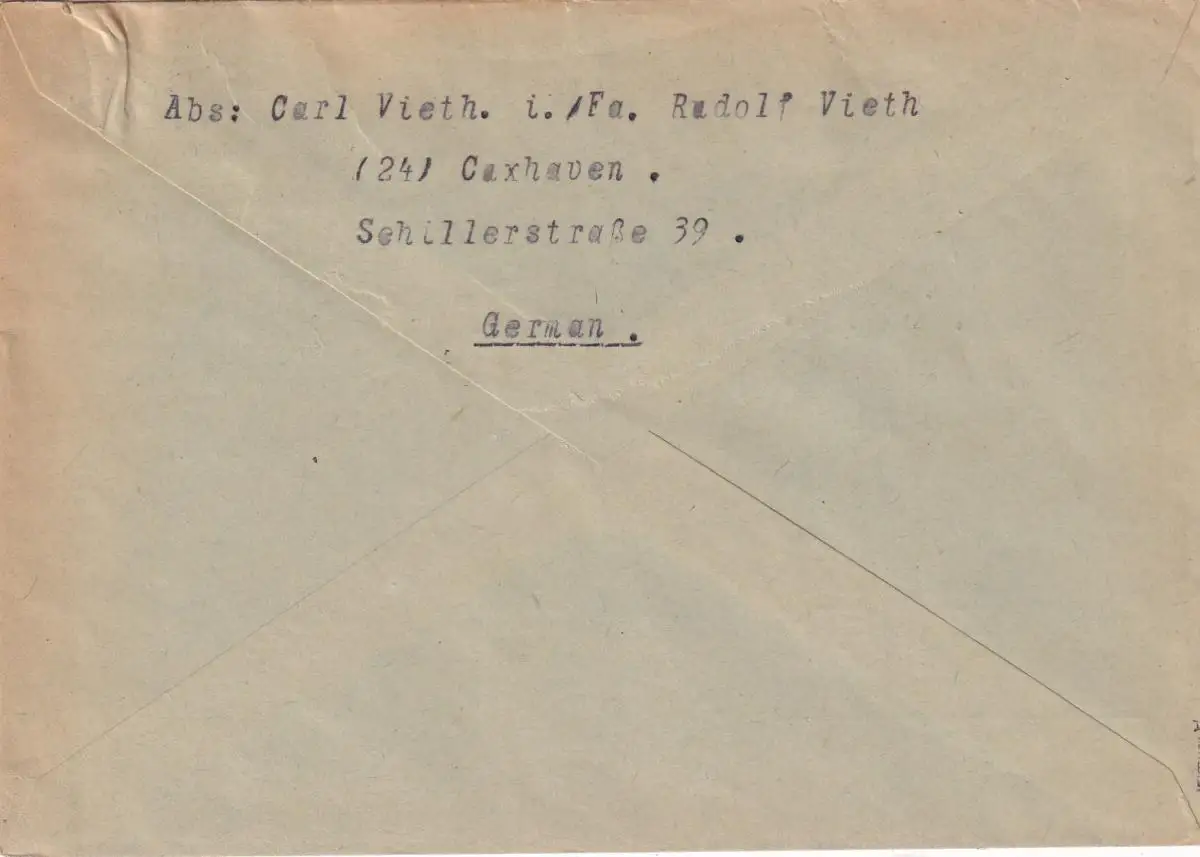 Abs: Carl Vieth. i./Fa. Rudolf Vieth
(24) Cuxhaven .
Schillerstraße 39 .
German .